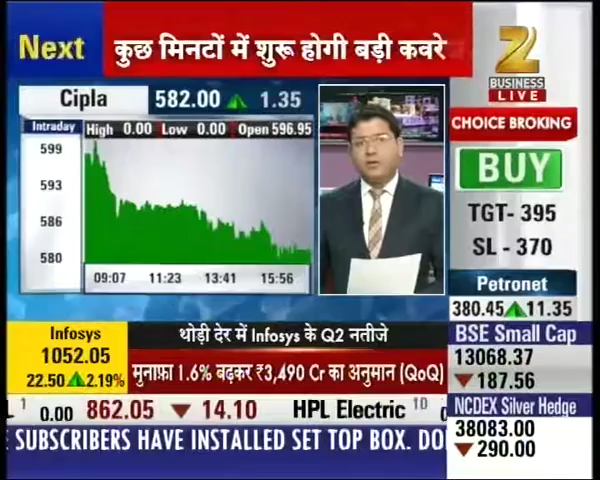 Next
कुछ मिनटों में शुरू होगी बड़ी कवरे
Z
BUSINESS
LIVE
Cipla 582.00 1.35
Intraday High 0.00 Low 0.00 Open 596.95
599
593
586
580
09:07 11:23 13:41 15:56
CHOICE BROKING
BUY
TGT- 395
SL - 370
Petronet
380.45 11.35
Infosys
1052.05
22.50 2.19%
थोड़ी देर में Infosys के Q2 नतीजे
मुनाफ़ा 1.6% बढ़कर ₹3,490 Cr का अनुमान (QoQ)
BSE Small Cap
13068.37
187.56
L 1 0.00 862.05 14.10 HPL Electric 10
NCDEX Silver Hedge
38083.00
290.00
SUBSCRIBERS HAVE INSTALLED SET TOP BOX. DO